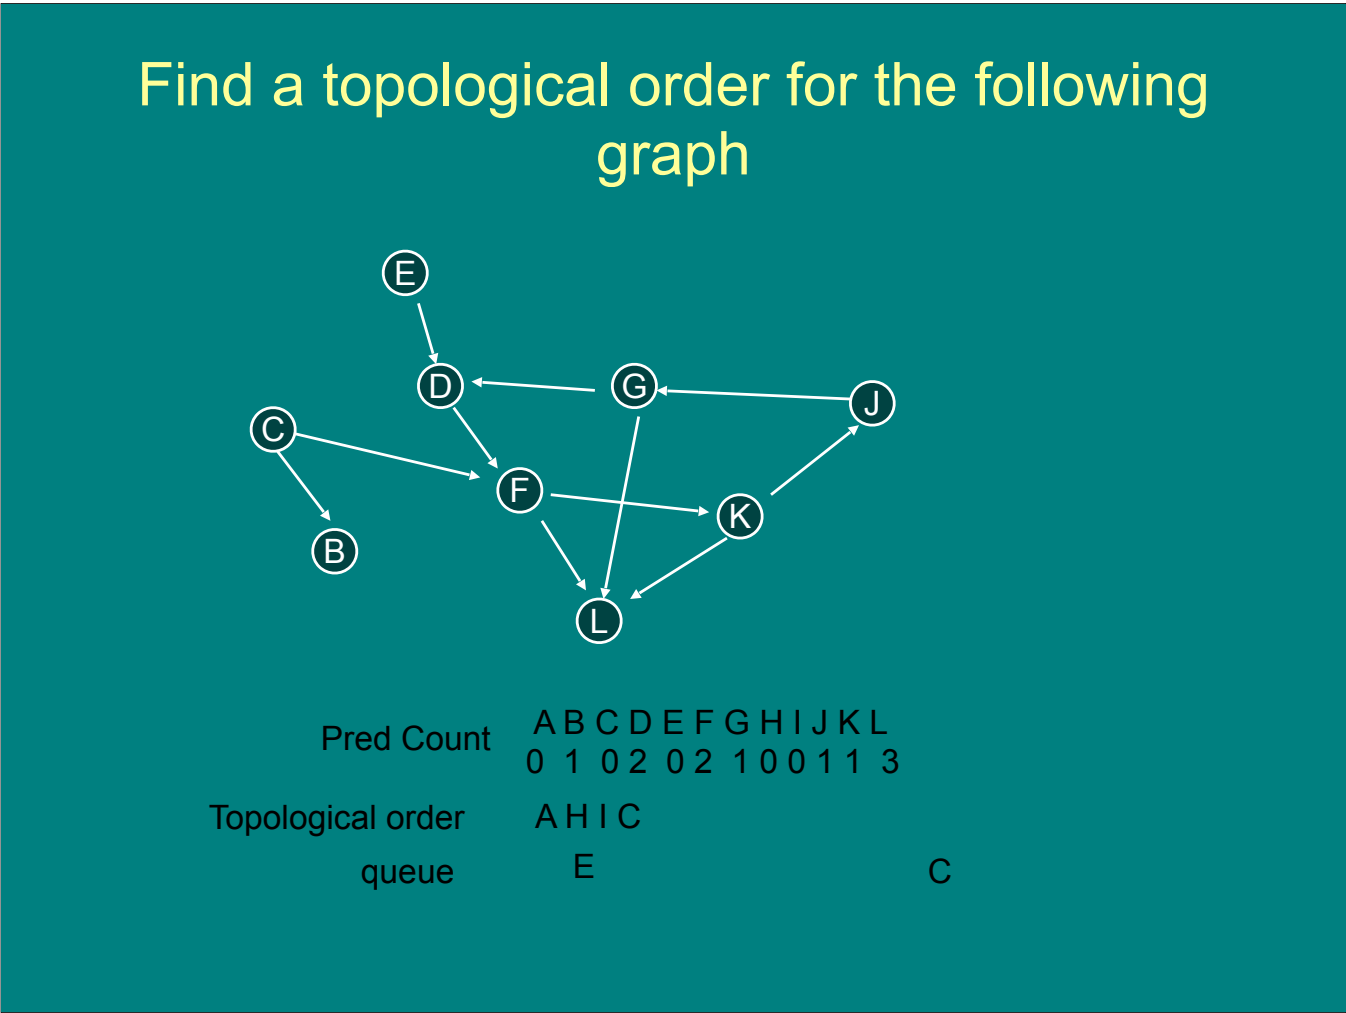 Find a topological order for the following
graph
E
D
G
J
C
F
K
B
L
Pred Count
A B C D E F G H I J K L
0 1 0 2 0 2 1 0 0 1 1 3
Topological order A H I C
queue E C